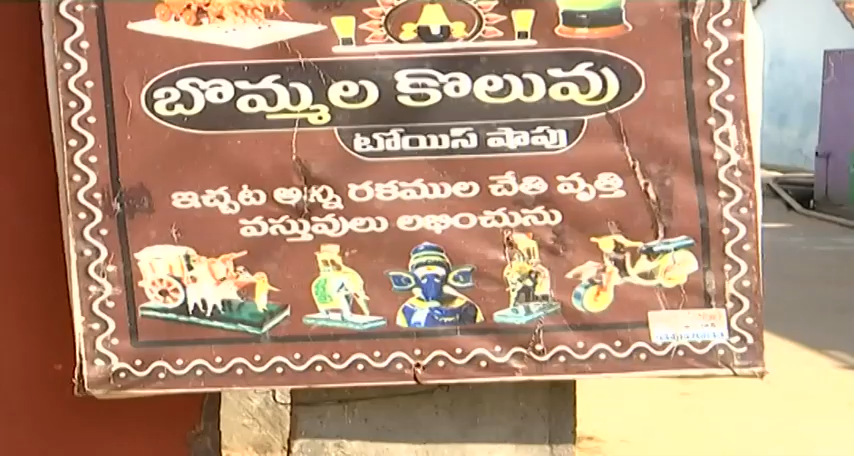 బొమ్మల కొలువు
టోయిస్ షాపు
ఇచ్చట అన్ని రకముల చేతి వృత్తి
వస్తువులు లభించును